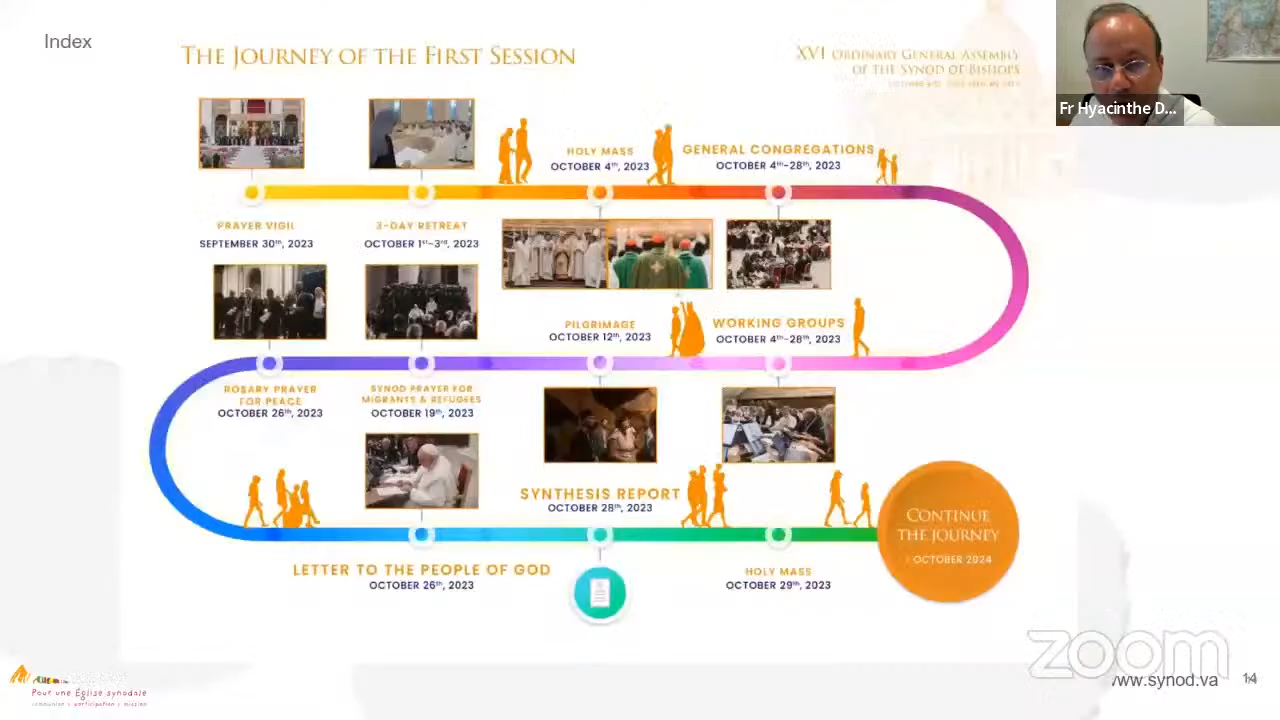 Index
THE JOURNEY OF THE FIRST SESSION
XVI ORDINARY GENERAL ASSEMBLY
OF THE SYNOD OF BISHOPS
Fr Hyacinthe D...
HOLY MASS
OCTOBER 4th, 2023
GENERAL CONGREGATIONS
OCTOBER 4th-28th, 2023
PRAYER VIGIL
SEPTEMBER 30th, 2023
3-DAY RETREAT
OCTOBER 1st-3rd, 2023
PILGRIMAGE
OCTOBER 12th, 2023
WORKING GROUPS
OCTOBER 4th-28th, 2023
ROSARY PRAYER
FOR PEACE
OCTOBER 26th, 2023
SYNOD PRAYER FOR
MIGRANTS & REFUGEES
OCTOBER 19th, 2023
SYNTHESIS REPORT
OCTOBER 28th, 2023
CONTINUE
THE JOURNEY
OCTOBER 2024
LETTER TO THE PEOPLE OF GOD
OCTOBER 26th, 2023
HOLY MASS
OCTOBER 29th, 2023
zoom
www.synod.va
14
Pour une Église synodale
communion | participation | mission